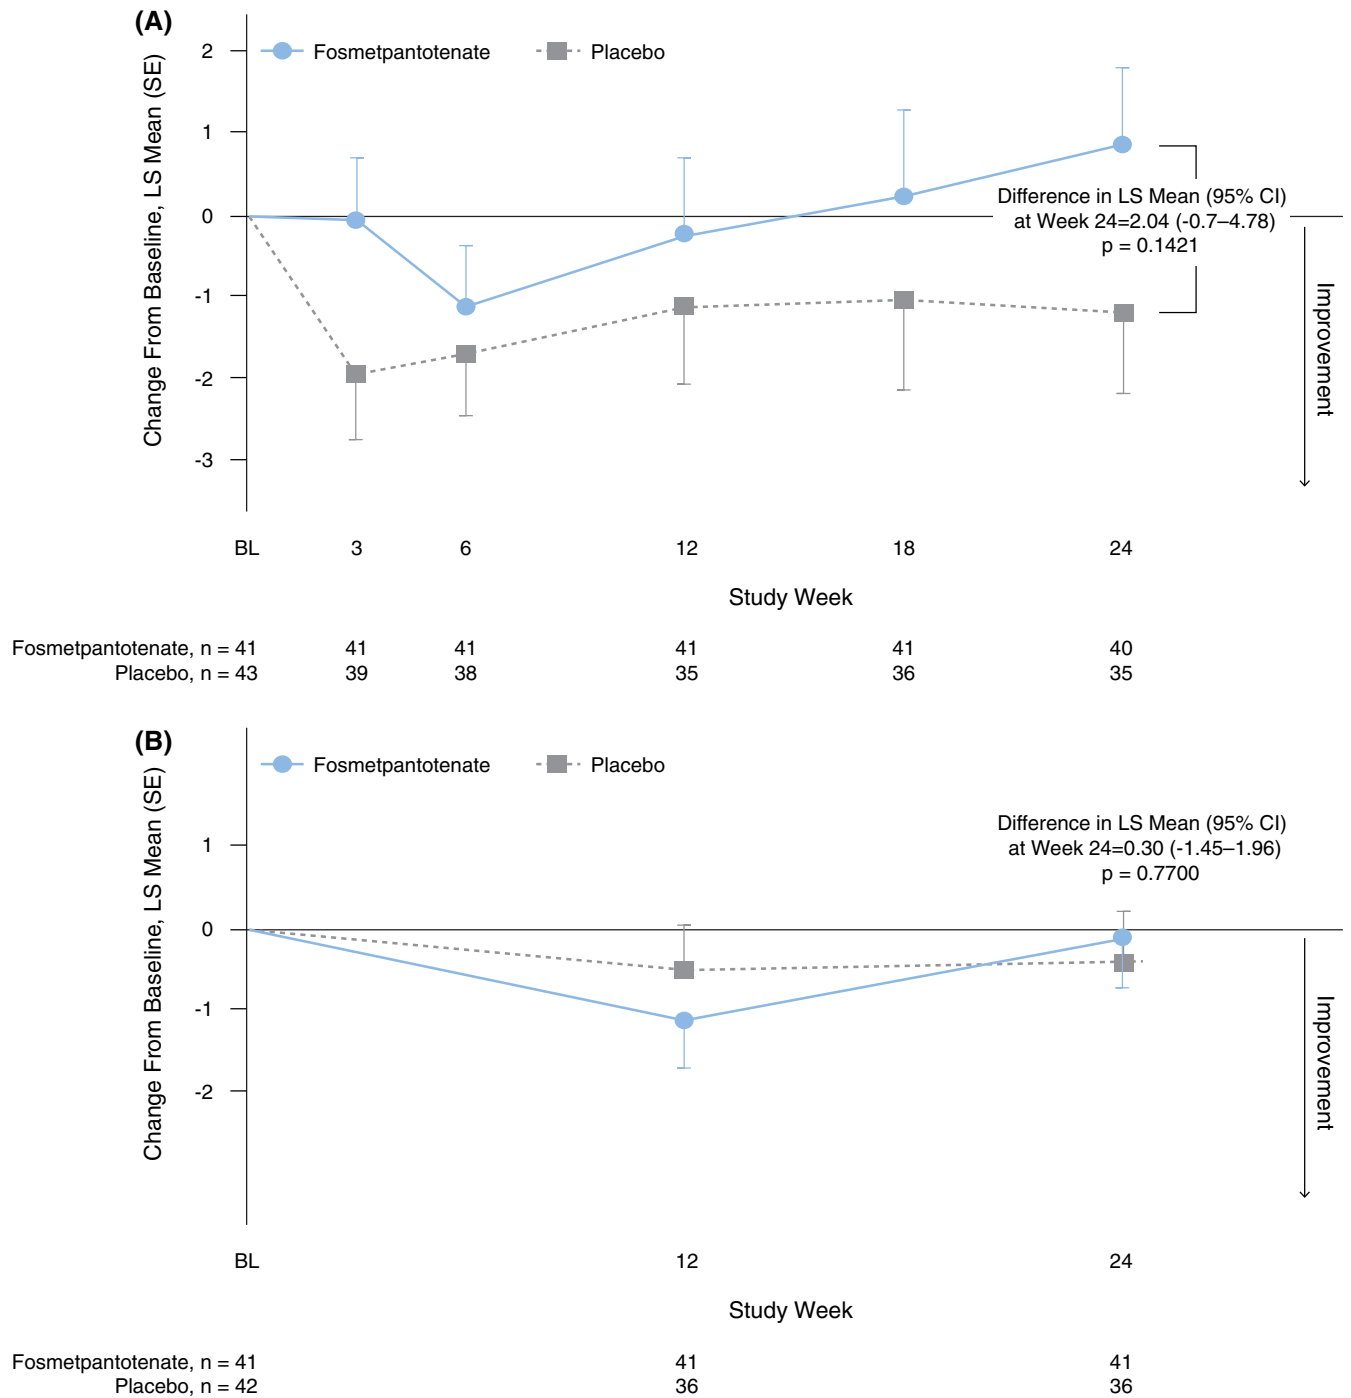 (A)
Change From Baseline, LS Mean (SE)
2
1
0
-1
-2
-3
Fosmetpantotenate
Placebo
Difference in LS Mean (95% CI)
at Week 24=2.04 (-0.7–4.78)
p = 0.1421
Improvement
BL 3 6 12 18 24
Study Week
Fosmetpantotenate, n = 41 41 41 41 41 40
Placebo, n = 43 39 38 35 36 35
(B)
Change From Baseline, LS Mean (SE)
1
0
-1
-2
Fosmetpantotenate
Placebo
Difference in LS Mean (95% CI)
at Week 24=0.30 (-1.45–1.96)
p = 0.7700
Improvement
BL 12 24
Study Week
Fosmetpantotenate, n = 41 41 41
Placebo, n = 42 36 36